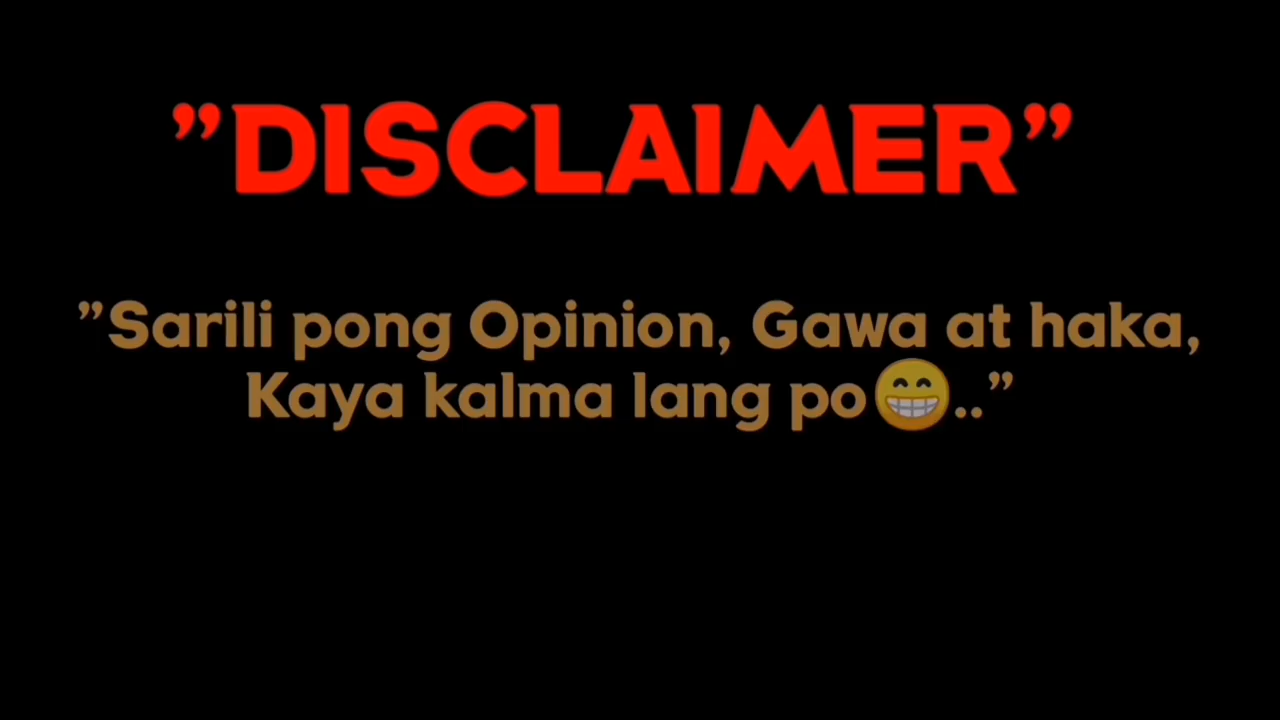 ”DISCLAIMER”
”Sarili pong Opinion, Gawa at haka,
Kaya kalma lang po😁..”